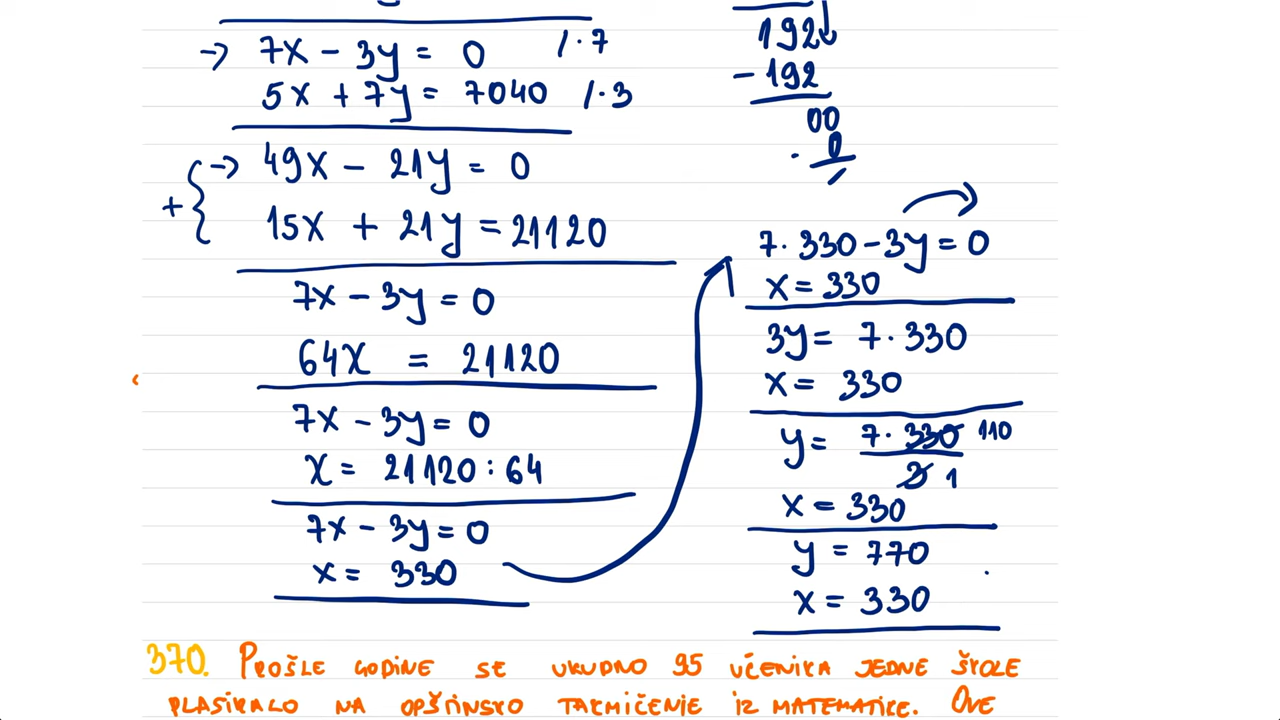 → 7x - 3y = 0 /·7
5x + 7y = 7040 /·3
+{ → 49x - 21y = 0
15x + 21y = 21120
7x - 3y = 0
64x = 21120
7x - 3y = 0
x = 21120 : 64
7x - 3y = 0
x = 330
192
- 192
00
0
7·330 - 3y = 0
x = 330
3y = 7·330
x = 330
y = 7·330 110
3 1
x = 330
y = 770
x = 330
370. PROŠLE GODINE SE UKUPNO 95 UČENIKA JEDNE ŠKOLE
PLASIRALO NA OPŠTINSKO TAKMIČENJE IZ MATEMATIKE. OVE